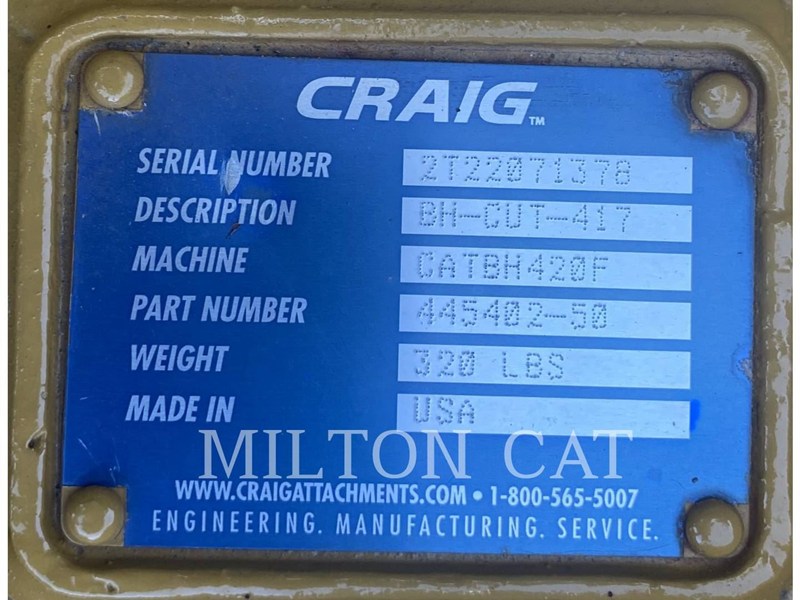 CRAIG™
SERIAL NUMBER 2T22071378
DESCRIPTION BH-CUT-417
MACHINE CATBH420F
PART NUMBER 445402-50
WEIGHT 320 LBS
MADE IN USA
MILTON CAT
WWW.CRAIGATTACHMENTS.COM • 1-800-565-5007
ENGINEERING. MANUFACTURING. SERVICE.